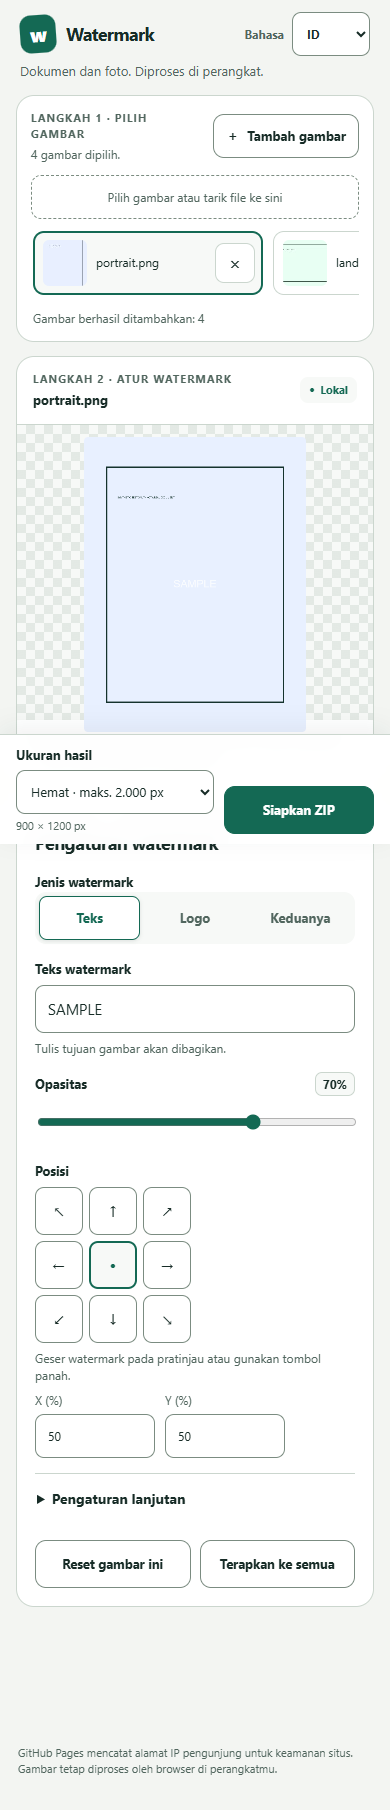 w Watermark
Bahasa ID
Dokumen dan foto. Diproses di perangkat.
LANGKAH 1 · PILIH
GAMBAR
4 gambar dipilih.
+ Tambah gambar
Pilih gambar atau tarik file ke sini
portrait.png ×
land
Gambar berhasil ditambahkan: 4
LANGKAH 2 · ATUR WATERMARK
portrait.png
• Lokal
SAMPLE
Ukuran hasil
Hemat · maks. 2.000 px
900 × 1200 px
Siapkan ZIP
Pengaturan watermark
Jenis watermark
Teks Logo Keduanya
Teks watermark
SAMPLE
Tulis tujuan gambar akan dibagikan.
Opasitas 70%
Posisi
↖ ↑ ↗
← • →
↙ ↓ ↘
Geser watermark pada pratinjau atau gunakan tombol
panah.
X (%) Y (%)
50 50
▶ Pengaturan lanjutan
Reset gambar ini Terapkan ke semua
GitHub Pages mencatat alamat IP pengunjung untuk keamanan situs.
Gambar tetap diproses oleh browser di perangkatmu.